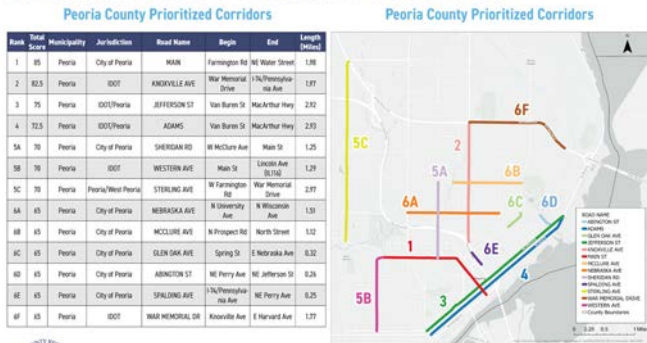 Peoria County Prioritized Corridors
Rank Total Score Municipality Jurisdiction Road Name Begin End Length (Miles)
1 85 Peoria City of Peoria MAIN Farmington Rd NE Water Street 1.98
2 82.5 Peoria IDOT KNOXVILLE AVE War Memorial Drive I-74/Pennsylvania Ave 1.97
3 75 Peoria IDOT/Peoria JEFFERSON ST Van Buren St MacArthur Hwy 2.92
4 72.5 Peoria IDOT/Peoria ADAMS Van Buren St MacArthur Hwy 2.93
5A 70 Peoria City of Peoria SHERIDAN RD W McClure Ave Main St 1.25
5B 70 Peoria IDOT WESTERN AVE Main St Lincoln Ave (IL116) 1.29
5C 70 Peoria/West Peoria STERLING AVE W Farmington Rd War Memorial Drive 2.97
6A 65 Peoria City of Peoria NEBRASKA AVE N University Ave N Wisconsin Ave 1.51
6B 65 Peoria City of Peoria MCCLURE AVE N Prospect Rd North Street 1.12
6C 65 Peoria City of Peoria GLEN OAK AVE Spring St E Nebraska Ave 0.32
6D 65 Peoria City of Peoria ABINGTON ST NE Perry Ave NE Jefferson St 0.26
6E 65 Peoria City of Peoria SPALDING AVE I-74/Pennsylvania Ave NE Perry Ave 0.25
6F 65 Peoria IDOT WAR MEMORIAL DR Knoxville Ave E Harvard Ave 1.77
Peoria County Prioritized Corridors
N
6F
5C
2
5A
6B
6A
6C
6D
1
6E
5B
3
4
ROAD NAME
ABINGTON ST
ADAMS
GLEN OAK AVE
JEFFERSON ST
KNOXVILLE AVE
MAIN ST
MCCLURE AVE
NEBRASKA AVE
SHERIDAN RD
SPALDING AVE
STERLING AVE
WAR MEMORIAL DRIVE
WESTERN AVE
County Boundaries
0 0.25 0.5 1 Miles